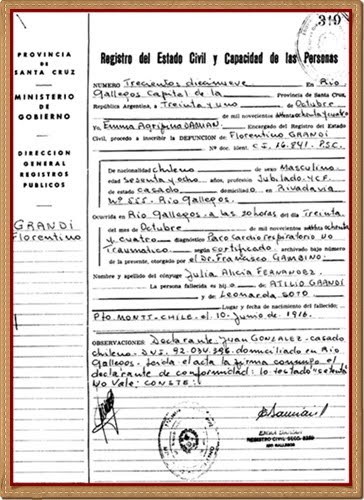 319
PROVINCIA
DE
SANTA CRUZ
MINISTERIO
DE
GOBIERNO
DIRECCION
GENERAL
REGISTROS
PUBLICOS
GRANDI
Florentino
Registro del Estado Civil y Capacidad de las Personas
NUMERO Trecientos diecinueve en Río
Gallegos Capital de la Provincia de Santa Cruz,
República Argentina, a Treinta y uno de Octubre
de mil novecientos ochenta y cuatro
Yo Emma Agripina DAMIAN Encargado del Registro del Estado
Civil, procedo a inscribir la DEFUNCION de Florentino GRANDI
Nº doc. ident. C.I. 16.841. P.S.C.
De nacionalidad chileno de sexo Masculino
edad sesenta y ocho años, profesión Jubilado Y.C.F.
de estado casado domiciliado en Rivadavia
Nº 555. Río Gallegos.
Ocurrida en Río Gallegos a las 20 horas del día Treinta
del mes de Octubre de mil novecientos ochenta
y cuatro diagnóstico Paro Cardiorespiratorio no
Traumatico según certificado archivado bajo número
de la presente, otorgado por el Dr. Francisco GAMBINO
Nombre y apellido del cónyuge Julia Alicia FERNANDEZ.
La persona fallecida es hijo de ATILIO GRANDI
y de Leonarda SOTO
Lugar y fecha de nacimiento del fallecido:
PTO. MONTT. CHILE. el 10. junio de 1916.
OBSERVACIONES Declarante Juan GONZALEZ. casado
chileno. DNI. 92.034.396. domiciliado en Río
Gallegos. leida el acta la firma conmigo el
declarante de conformidad: lo testado "setenta"
No Vale: CONSTE:
EMMA DAMIAN
REGISTRO CIVIL
RIO GALLEGOS